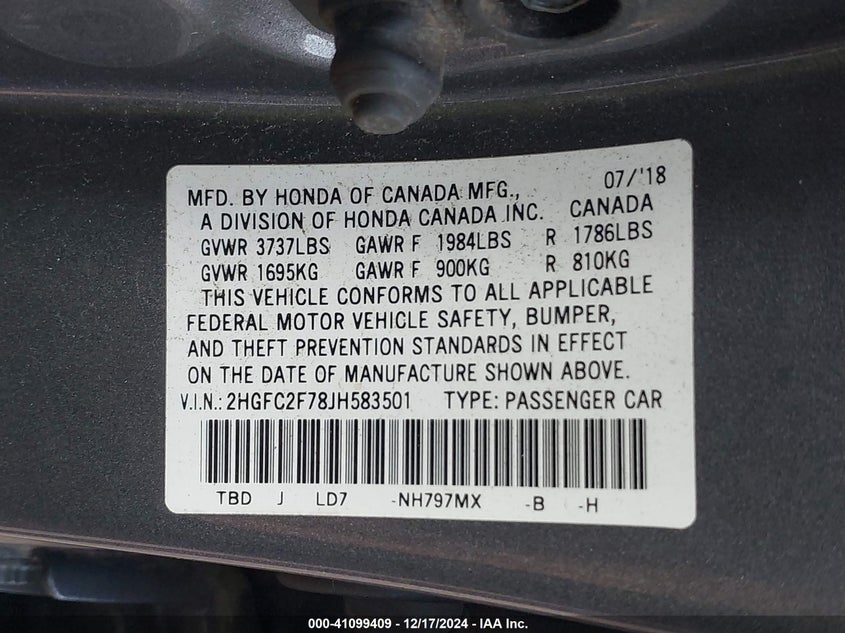 07/'18
MFD. BY HONDA OF CANADA MFG.,
A DIVISION OF HONDA CANADA INC. CANADA
GVWR 3737LBS GAWR F 1984LBS R 1786LBS
GVWR 1695KG GAWR F 900KG R 810KG
THIS VEHICLE CONFORMS TO ALL APPLICABLE
FEDERAL MOTOR VEHICLE SAFETY, BUMPER,
AND THEFT PREVENTION STANDARDS IN EFFECT
ON THE DATE OF MANUFACTURE SHOWN ABOVE.
V.I.N.: 2HGFC2F78JH583501 TYPE: PASSENGER CAR
TBD J LD7 -NH797MX -B -H
000-41099409 - 12/17/2024 - IAA Inc.